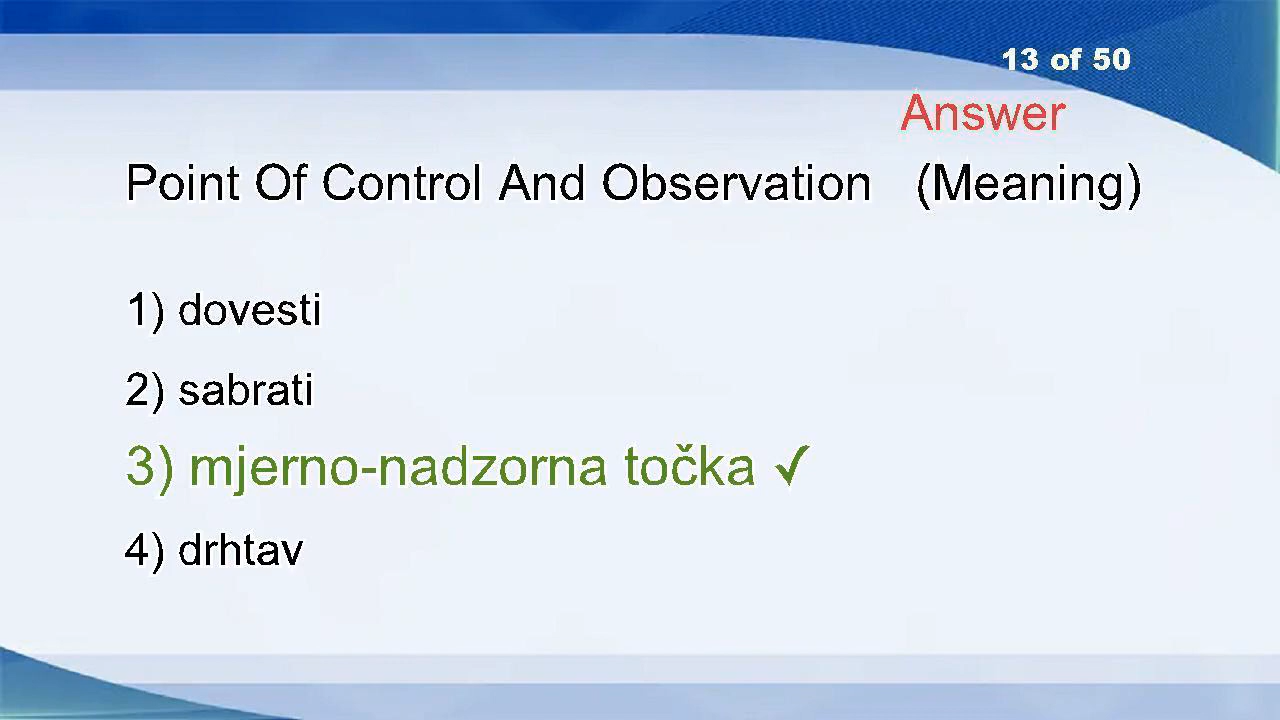 13 of 50
Answer
Point Of Control And Observation (Meaning)
1) dovesti
2) sabrati
3) mjerno-nadzorna točka ✓
4) drhtav